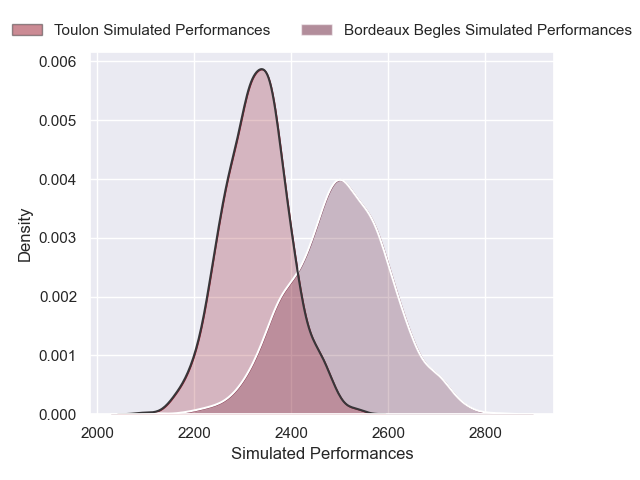 Toulon Simulated Performances
Bordeaux Begles Simulated Performances
0.006
0.005
0.004
0.003
0.002
0.001
0.000
Density
2000 2200 2400 2600 2800
Simulated Performances